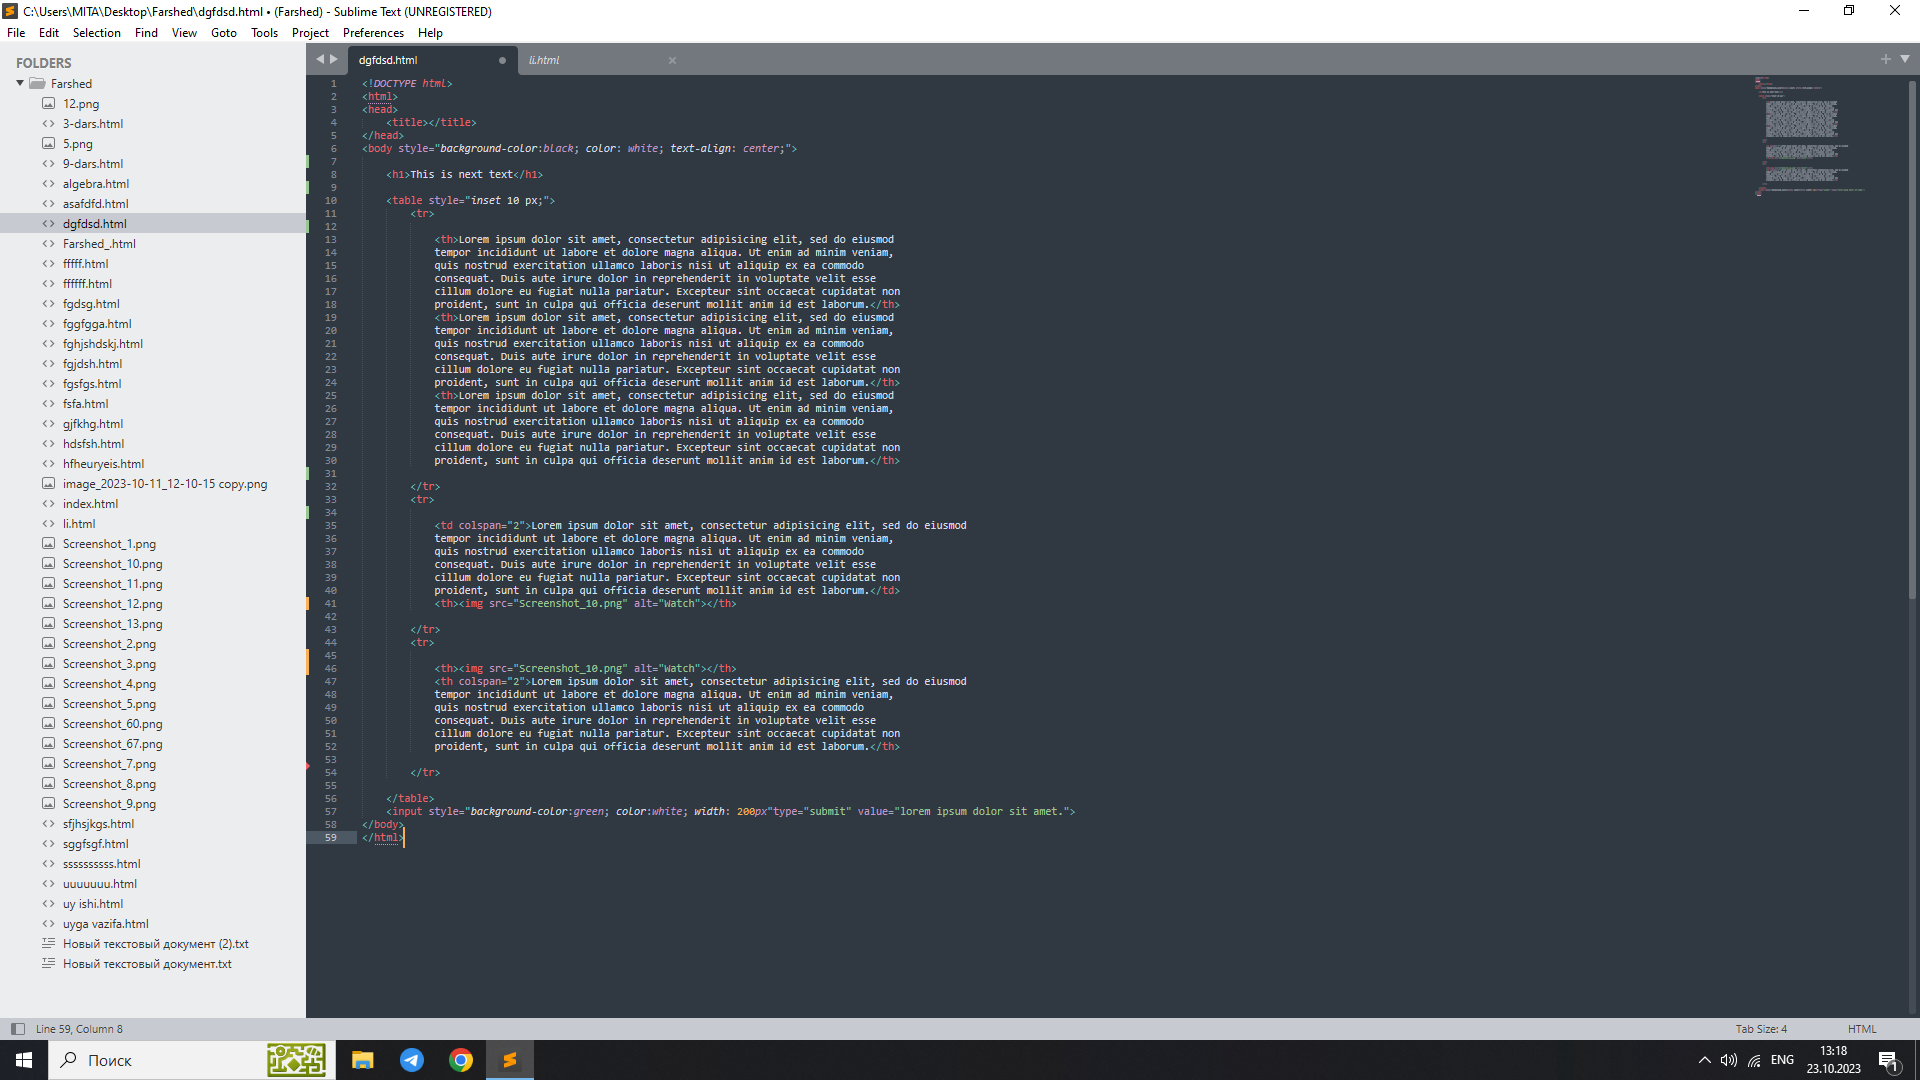 C:\Users\MITA\Desktop\Farshed\dgfdsd.html • (Farshed) - Sublime Text (UNREGISTERED)
File Edit Selection Find View Goto Tools Project Preferences Help
FOLDERS
Farshed
12.png
3-dars.html
5.png
9-dars.html
algebra.html
asafdfd.html
dgfdsd.html
Farshed_.html
fffff.html
ffffff.html
fgdsg.html
fggfgga.html
fghjshdskj.html
fgjdsh.html
fgsfgs.html
fsfa.html
gjfkhg.html
hdsfsh.html
hfheuryeis.html
image_2023-10-11_12-10-15 copy.png
index.html
li.html
Screenshot_1.png
Screenshot_10.png
Screenshot_11.png
Screenshot_12.png
Screenshot_13.png
Screenshot_2.png
Screenshot_3.png
Screenshot_4.png
Screenshot_5.png
Screenshot_60.png
Screenshot_67.png
Screenshot_7.png
Screenshot_8.png
Screenshot_9.png
sfjhsjkgs.html
sggfsgf.html
ssssssssss.html
uuuuuuu.html
uy ishi.html
uyga vazifa.html
Новый текстовый документ (2).txt
Новый текстовый документ.txt
dgfdsd.html li.html
1 <!DOCTYPE html>
2 <html>
3 <head>
4 <title></title>
5 </head>
6 <body style="background-color:black; color: white; text-align: center;">
7
8 <h1>This is next text</h1>
9
10 <table style="inset 10 px;">
11 <tr>
12
13 <th>Lorem ipsum dolor sit amet, consectetur adipisicing elit, sed do eiusmod
14 tempor incididunt ut labore et dolore magna aliqua. Ut enim ad minim veniam,
15 quis nostrud exercitation ullamco laboris nisi ut aliquip ex ea commodo
16 consequat. Duis aute irure dolor in reprehenderit in voluptate velit esse
17 cillum dolore eu fugiat nulla pariatur. Excepteur sint occaecat cupidatat non
18 proident, sunt in culpa qui officia deserunt mollit anim id est laborum.</th>
19 <th>Lorem ipsum dolor sit amet, consectetur adipisicing elit, sed do eiusmod
20 tempor incididunt ut labore et dolore magna aliqua. Ut enim ad minim veniam,
21 quis nostrud exercitation ullamco laboris nisi ut aliquip ex ea commodo
22 consequat. Duis aute irure dolor in reprehenderit in voluptate velit esse
23 cillum dolore eu fugiat nulla pariatur. Excepteur sint occaecat cupidatat non
24 proident, sunt in culpa qui officia deserunt mollit anim id est laborum.</th>
25 <th>Lorem ipsum dolor sit amet, consectetur adipisicing elit, sed do eiusmod
26 tempor incididunt ut labore et dolore magna aliqua. Ut enim ad minim veniam,
27 quis nostrud exercitation ullamco laboris nisi ut aliquip ex ea commodo
28 consequat. Duis aute irure dolor in reprehenderit in voluptate velit esse
29 cillum dolore eu fugiat nulla pariatur. Excepteur sint occaecat cupidatat non
30 proident, sunt in culpa qui officia deserunt mollit anim id est laborum.</th>
31
32 </tr>
33 <tr>
34
35 <td colspan="2">Lorem ipsum dolor sit amet, consectetur adipisicing elit, sed do eiusmod
36 tempor incididunt ut labore et dolore magna aliqua. Ut enim ad minim veniam,
37 quis nostrud exercitation ullamco laboris nisi ut aliquip ex ea commodo
38 consequat. Duis aute irure dolor in reprehenderit in voluptate velit esse
39 cillum dolore eu fugiat nulla pariatur. Excepteur sint occaecat cupidatat non
40 proident, sunt in culpa qui officia deserunt mollit anim id est laborum.</td>
41 <th><img src="Screenshot_10.png" alt="Watch"></th>
42
43 </tr>
44 <tr>
45
46 <th><img src="Screenshot_10.png" alt="Watch"></th>
47 <th colspan="2">Lorem ipsum dolor sit amet, consectetur adipisicing elit, sed do eiusmod
48 tempor incididunt ut labore et dolore magna aliqua. Ut enim ad minim veniam,
49 quis nostrud exercitation ullamco laboris nisi ut aliquip ex ea commodo
50 consequat. Duis aute irure dolor in reprehenderit in voluptate velit esse
51 cillum dolore eu fugiat nulla pariatur. Excepteur sint occaecat cupidatat non
52 proident, sunt in culpa qui officia deserunt mollit anim id est laborum.</th>
53
54 </tr>
55
56 </table>
57 <input style="background-color:green; color:white; width: 200px"type="submit" value="lorem ipsum dolor sit amet.">
58 </body>
59 </html>
Line 59, Column 8 Tab Size: 4 HTML
Поиск
ENG
13:18
23.10.2023
1